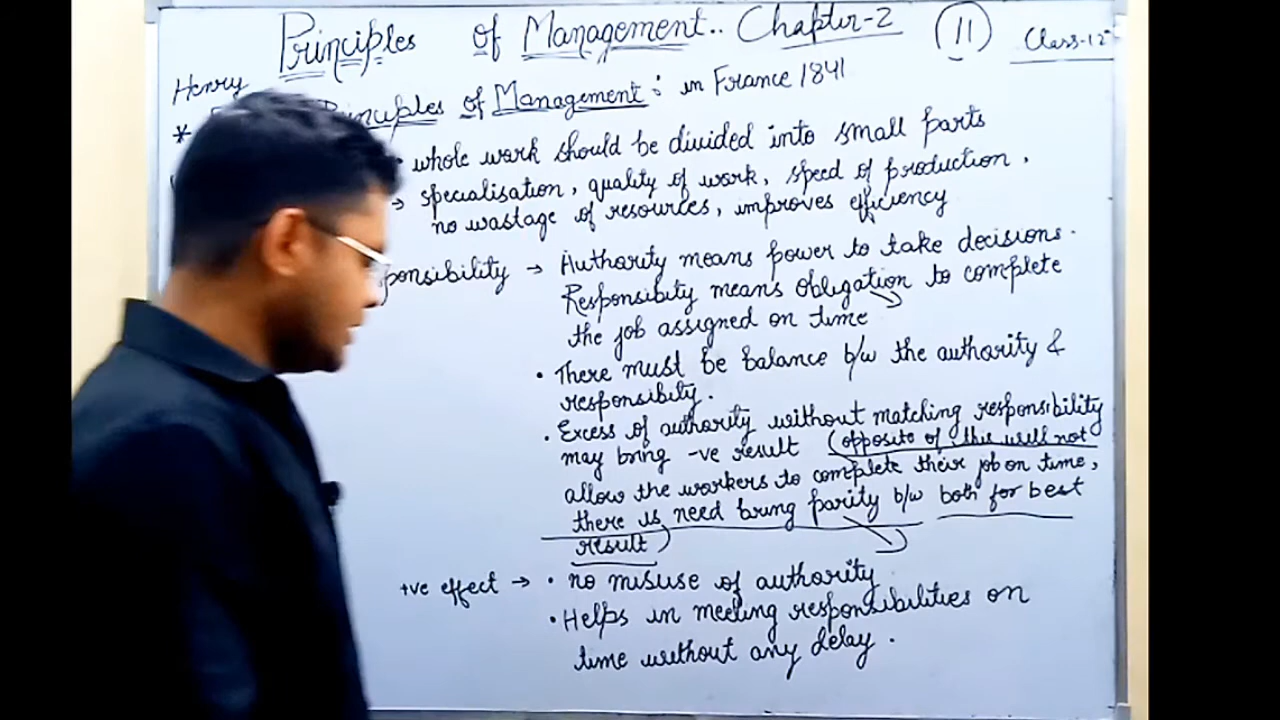 Principles of Management.. Chapter-2 (11) Class-12
Henry
* Principles of Management: in France 1841
whole work should be divided into small parts
→ specialisation, quality of work, speed of production,
no wastage of resources, improves efficiency
ponsibility → Authority means power to take decisions.
Responsibity means obligation to complete
the job assigned on time
• There must be balance b/w the authority &
responsibity.
• Excess of authority without matching responsibility
may bring -ve result (opposite of this will not
allow the workers to complete their job on time,
there is need bring parity b/w both for best
result)
+ve effect → • no misuse of authority
• Helps in meeting responsibilities on
time without any delay.